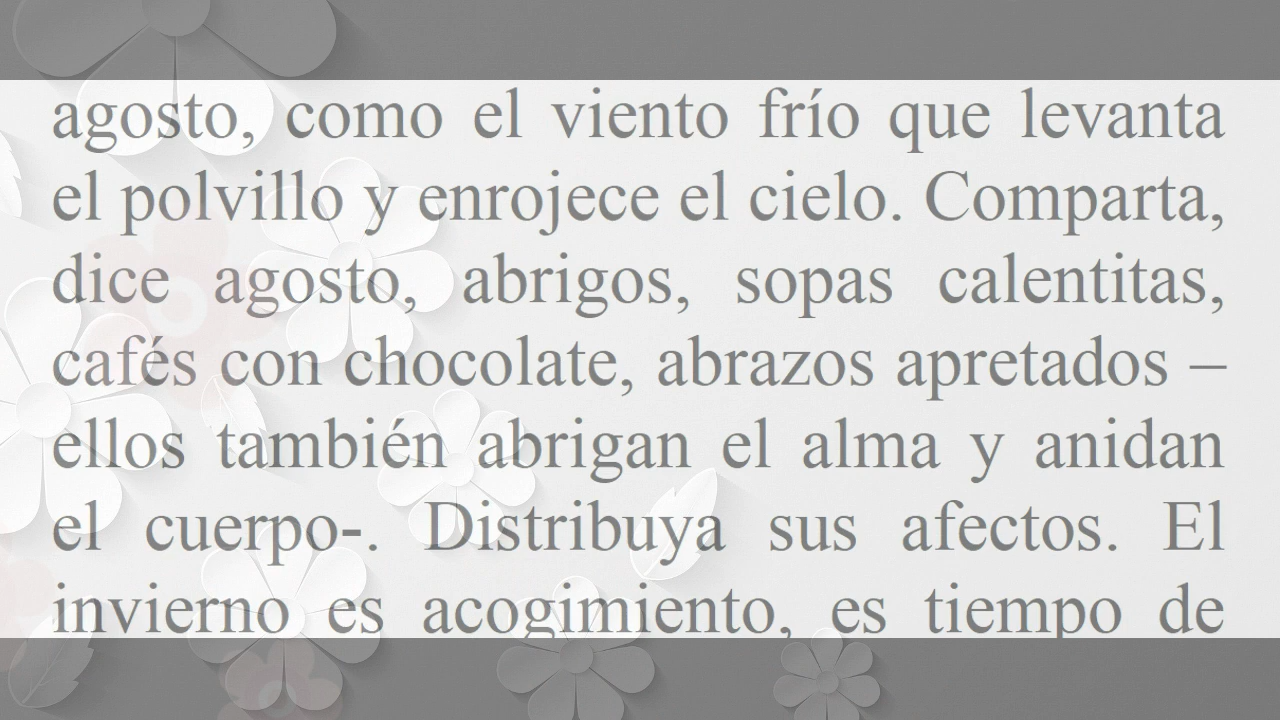 agosto, como el viento frío que levanta
el polvillo y enrojece el cielo. Comparta,
dice agosto, abrigos, sopas calentitas,
cafés con chocolate, abrazos apretados –
ellos también abrigan el alma y anidan
el cuerpo-. Distribuya sus afectos. El
invierno es acogimiento, es tiempo de